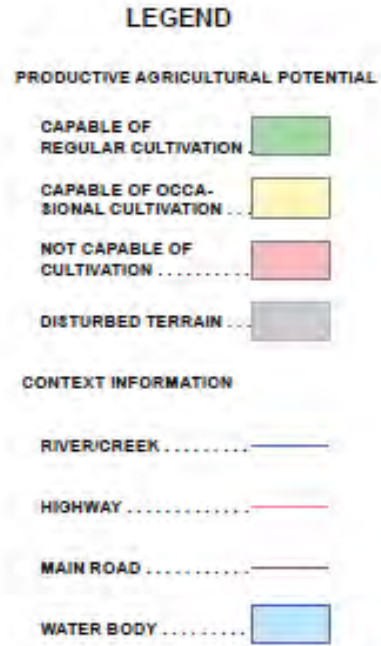 LEGEND
PRODUCTIVE AGRICULTURAL POTENTIAL
CAPABLE OF
REGULAR CULTIVATION .
CAPABLE OF OCCA-
SIONAL CULTIVATION . . .
NOT CAPABLE OF
CULTIVATION . . . . . . . . . .
DISTURBED TERRAIN . . .
CONTEXT INFORMATION
RIVER/CREEK . . . . . . . . .
HIGHWAY . . . . . . . . . . . . .
MAIN ROAD . . . . . . . . . . .
WATER BODY . . . . . . . . .